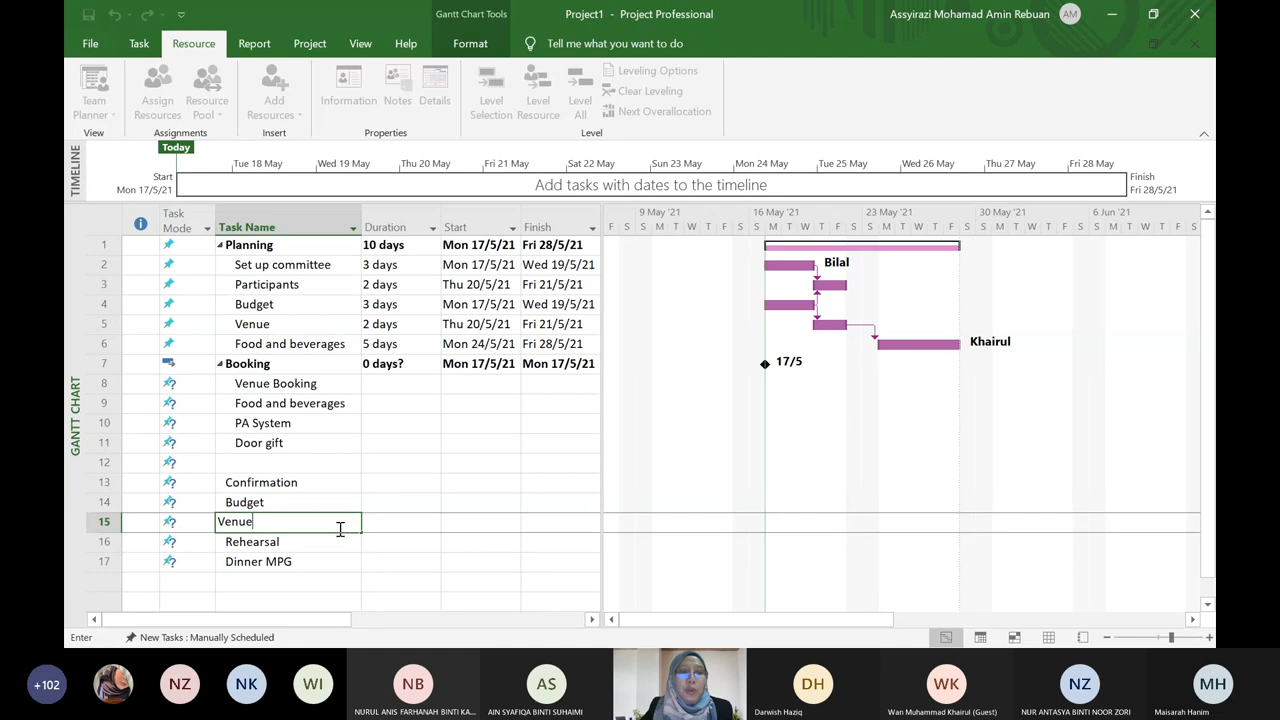 Gantt Chart Tools
Project1 - Project Professional
Assyirazi Mohamad Amin Rebuan AM
File Task Resource Report Project View Help Format Tell me what you want to do
Team Planner
Assign Resources
Resource Pool
Add Resources
Information
Notes
Details
Level Selection
Level Resource
Level All
Leveling Options
Clear Leveling
Next Overallocation
View Assignments Insert Properties Level
Today
TIMELINE
Tue 18 May Wed 19 May Thu 20 May Fri 21 May Sat 22 May Sun 23 May Mon 24 May Tue 25 May Wed 26 May Thu 27 May Fri 28 May
Start
Mon 17/5/21
Add tasks with dates to the timeline
Finish
Fri 28/5/21
GANTT CHART
Task Mode Task Name Duration Start Finish
9 May '21 16 May '21 23 May '21 30 May '21 6 Jun '21
F S T T S M W F S T T S M W F S T T S
1 Planning 10 days Mon 17/5/21 Fri 28/5/21
2 Set up committee 3 days Mon 17/5/21 Wed 19/5/21 Bilal
3 Participants 2 days Thu 20/5/21 Fri 21/5/21
4 Budget 3 days Mon 17/5/21 Wed 19/5/21
5 Venue 2 days Thu 20/5/21 Fri 21/5/21
6 Food and beverages 5 days Mon 24/5/21 Fri 28/5/21 Khairul
7 Booking 0 days? Mon 17/5/21 Mon 17/5/21 17/5
8 Venue Booking
9 Food and beverages
10 PA System
11 Door gift
12
13 Confirmation
14 Budget
15 Venue
16 Rehearsal
17 Dinner MPG
Enter New Tasks : Manually Scheduled
+102 NZ NK WI NB AS DH WK NZ MH
NURUL ANIS FARHANAH BINTI KA... AIN SYAFIQA BINTI SUHAIMI Darwish Haziq Wan Muhammad Khairul (Guest) NUR ANTASYA BINTI NOOR ZORI Maisarah Hanim